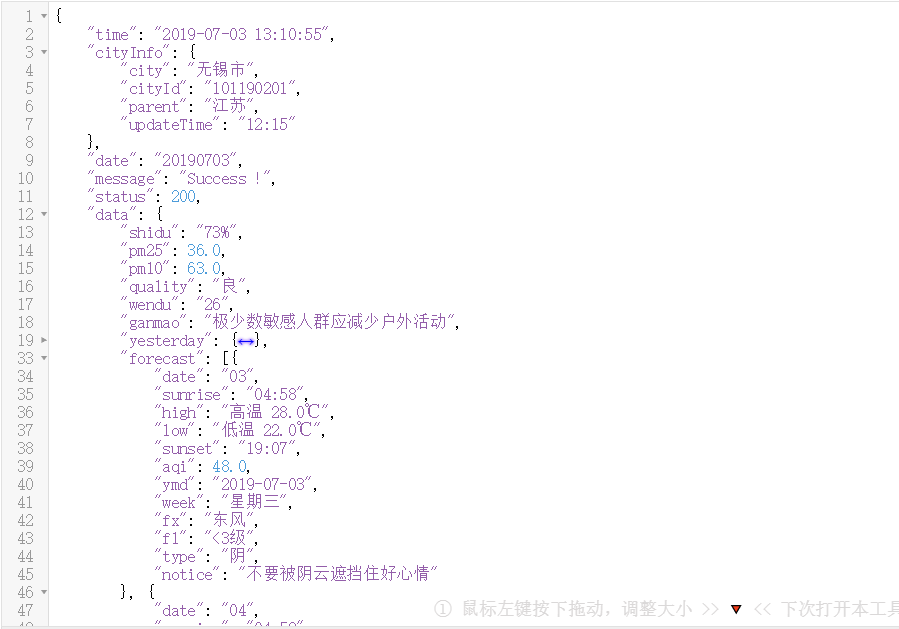 1 {
2 "time": "2019-07-03 13:10:55",
3 "cityInfo": {
4 "city": "无锡市",
5 "cityId": "101190201",
6 "parent": "江苏",
7 "updateTime": "12:15"
8 },
9 "date": "20190703",
10 "message": "Success !",
11 "status": 200,
12 "data": {
13 "shidu": "73%",
14 "pm25": 36.0,
15 "pm10": 63.0,
16 "quality": "良",
17 "wendu": "26",
18 "ganmao": "极少数敏感人群应减少户外活动",
19 "yesterday": {↔},
33 "forecast": [{
34 "date": "03",
35 "sunrise": "04:58",
36 "high": "高温 28.0℃",
37 "low": "低温 22.0℃",
38 "sunset": "19:07",
39 "aqi": 48.0,
40 "ymd": "2019-07-03",
41 "week": "星期三",
42 "fx": "东风",
43 "fl": "<3级",
44 "type": "阴",
45 "notice": "不要被阴云遮挡住好心情"
46 }, {
47 "date": "04",
① 鼠标左键按下拖动，调整大小 >> ▼ << 下次打开本工具